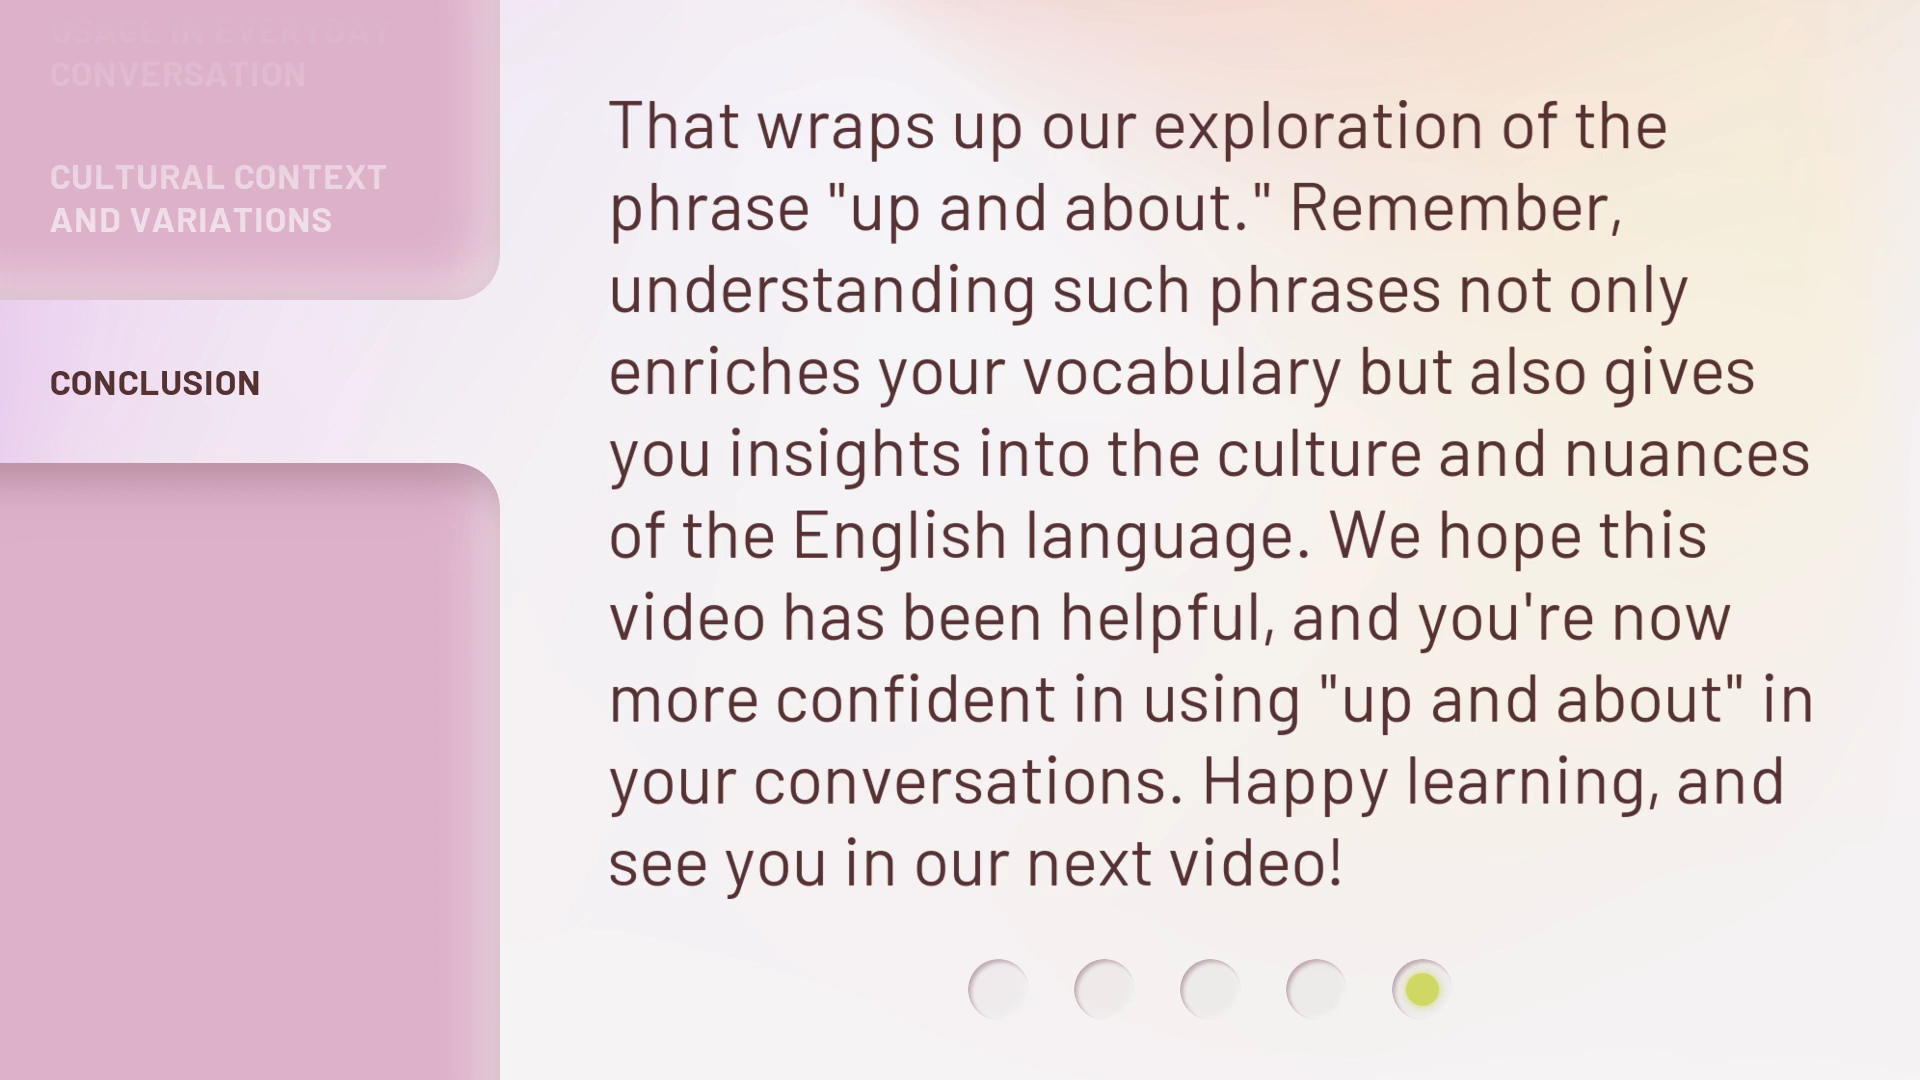 USAGE IN EVERYDAY
CONVERSATION
CULTURAL CONTEXT
AND VARIATIONS
CONCLUSION
That wraps up our exploration of the
phrase "up and about." Remember,
understanding such phrases not only
enriches your vocabulary but also gives
you insights into the culture and nuances
of the English language. We hope this
video has been helpful, and you're now
more confident in using "up and about" in
your conversations. Happy learning, and
see you in our next video!